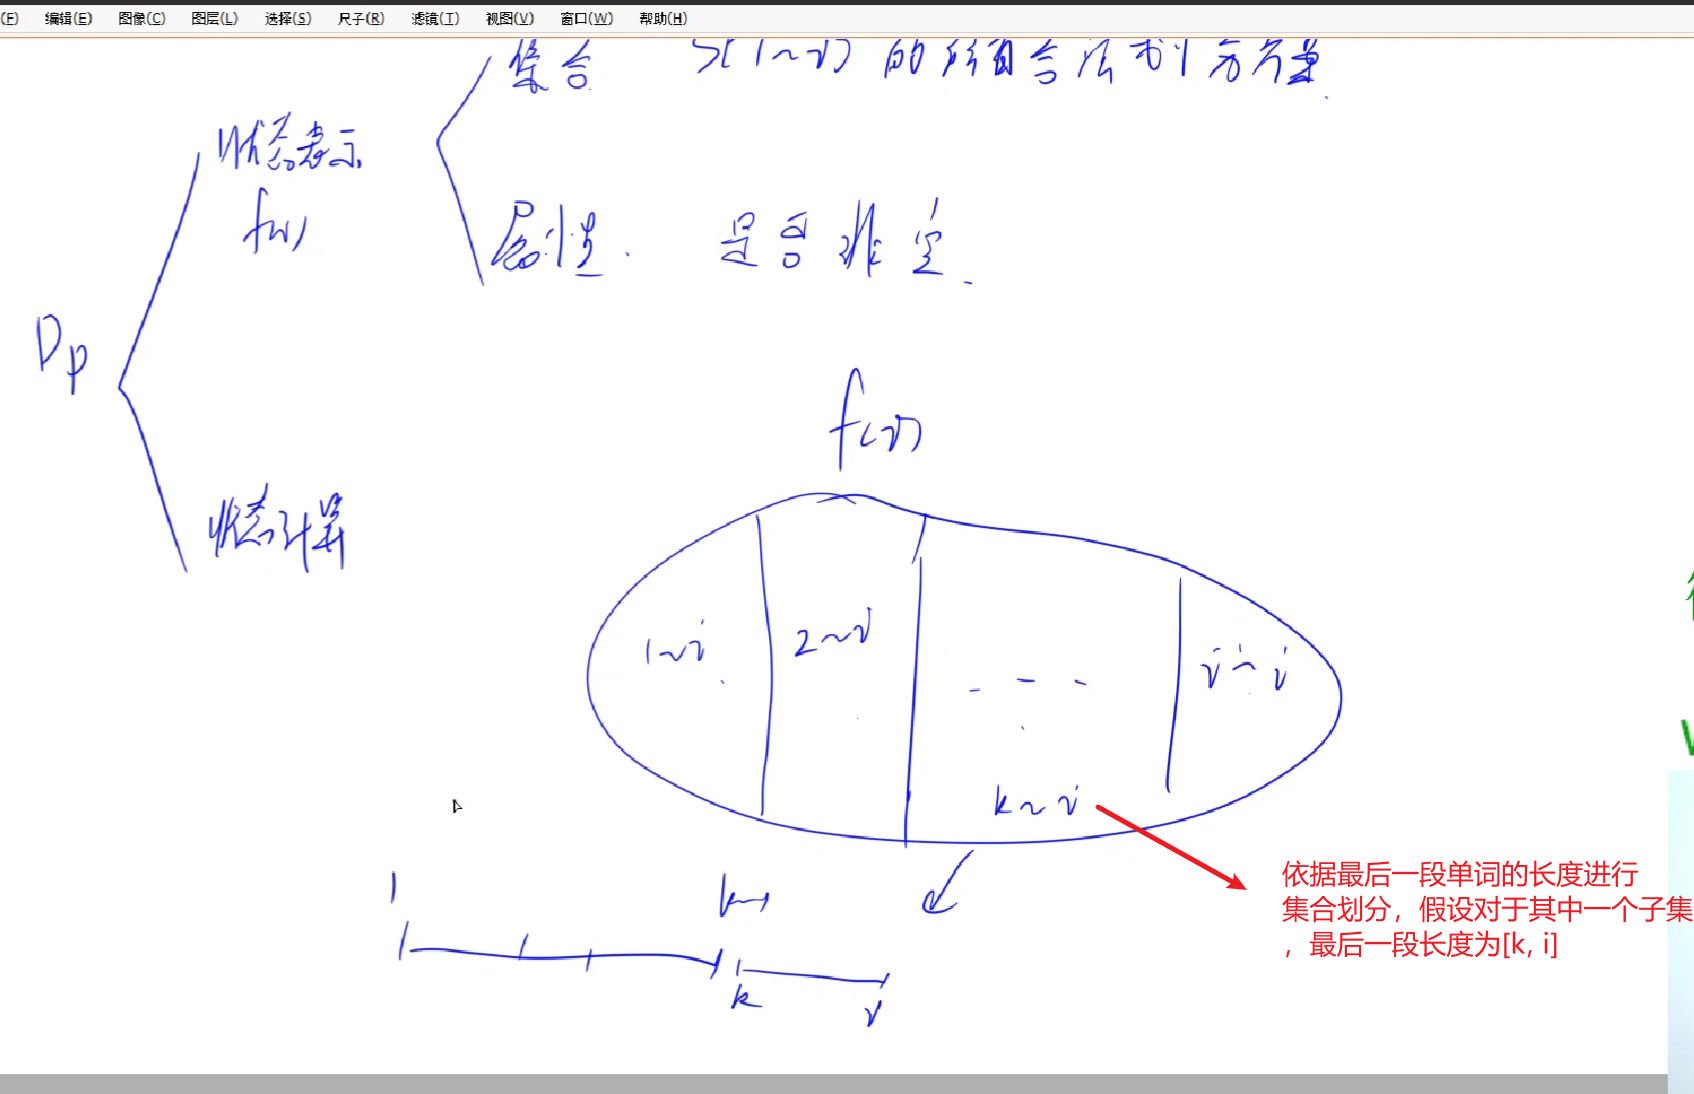 (F) 编辑(E) 图像(C) 图层(L) 选择(S) 尺子(R) 滤镜(T) 视图(V) 窗口(W) 帮助(H)
集合 S(1~i) 的所有合法划分方案.
状态表示
f(i)
属性. 是否非空.
Dp
f(i)
状态计算
1~i 2~i - - - i~i
k~i
依据最后一段单词的长度进行
集合划分，假设对于其中一个子集
，最后一段长度为[k, i]
1
k i